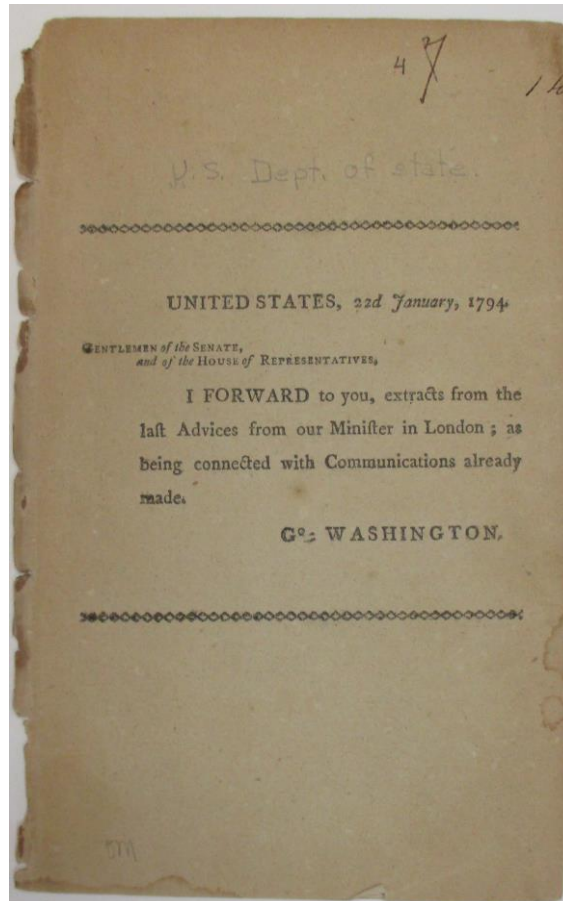 4 7
U.S. Dept. of state.
UNITED STATES, 22d January, 1794.
GENTLEMEN of the SENATE,
and of the HOUSE of REPRESENTATIVES,
I FORWARD to you, extracts from the
laſt Advices from our Miniſter in London ; as
being connected with Communications already
made.
Go: WASHINGTON.